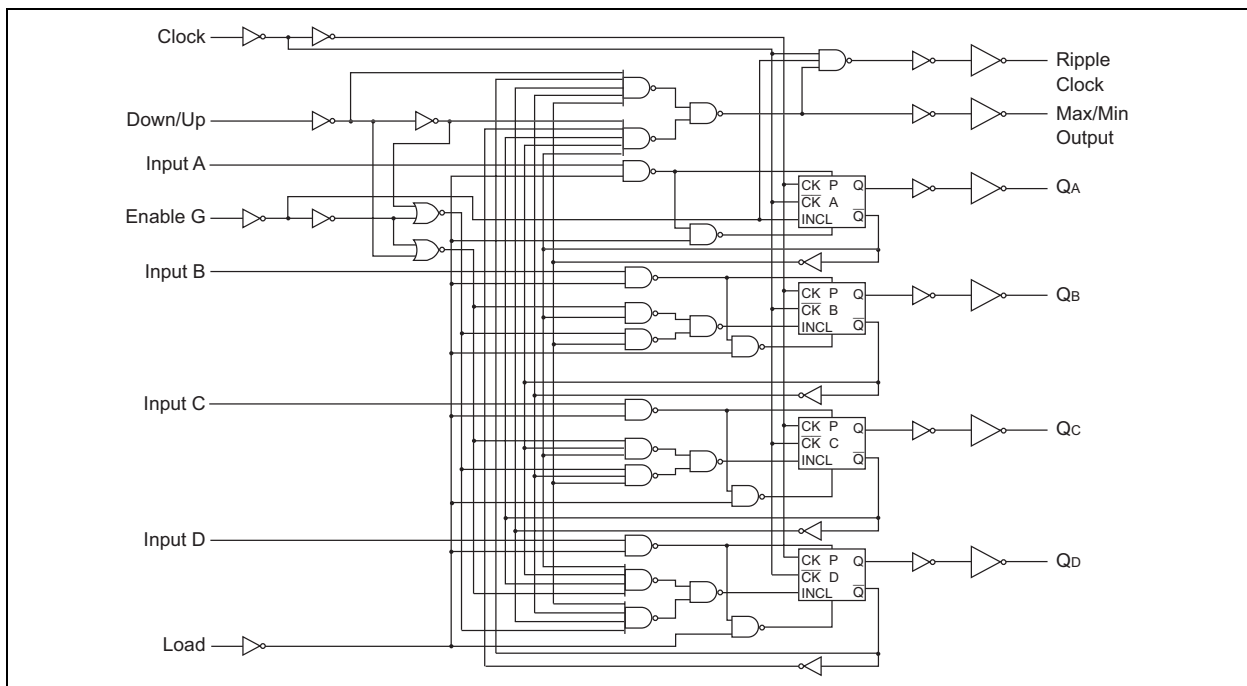 Clock
Ripple
Clock
Down/Up
Max/Min
Output
Input A
CK P Q
CK A
INCL Q
QA
Enable G
Input B
CK P Q
CK B
INCL Q
QB
Input C
CK P Q
CK C
INCL Q
QC
Input D
CK P Q
CK D
INCL Q
QD
Load